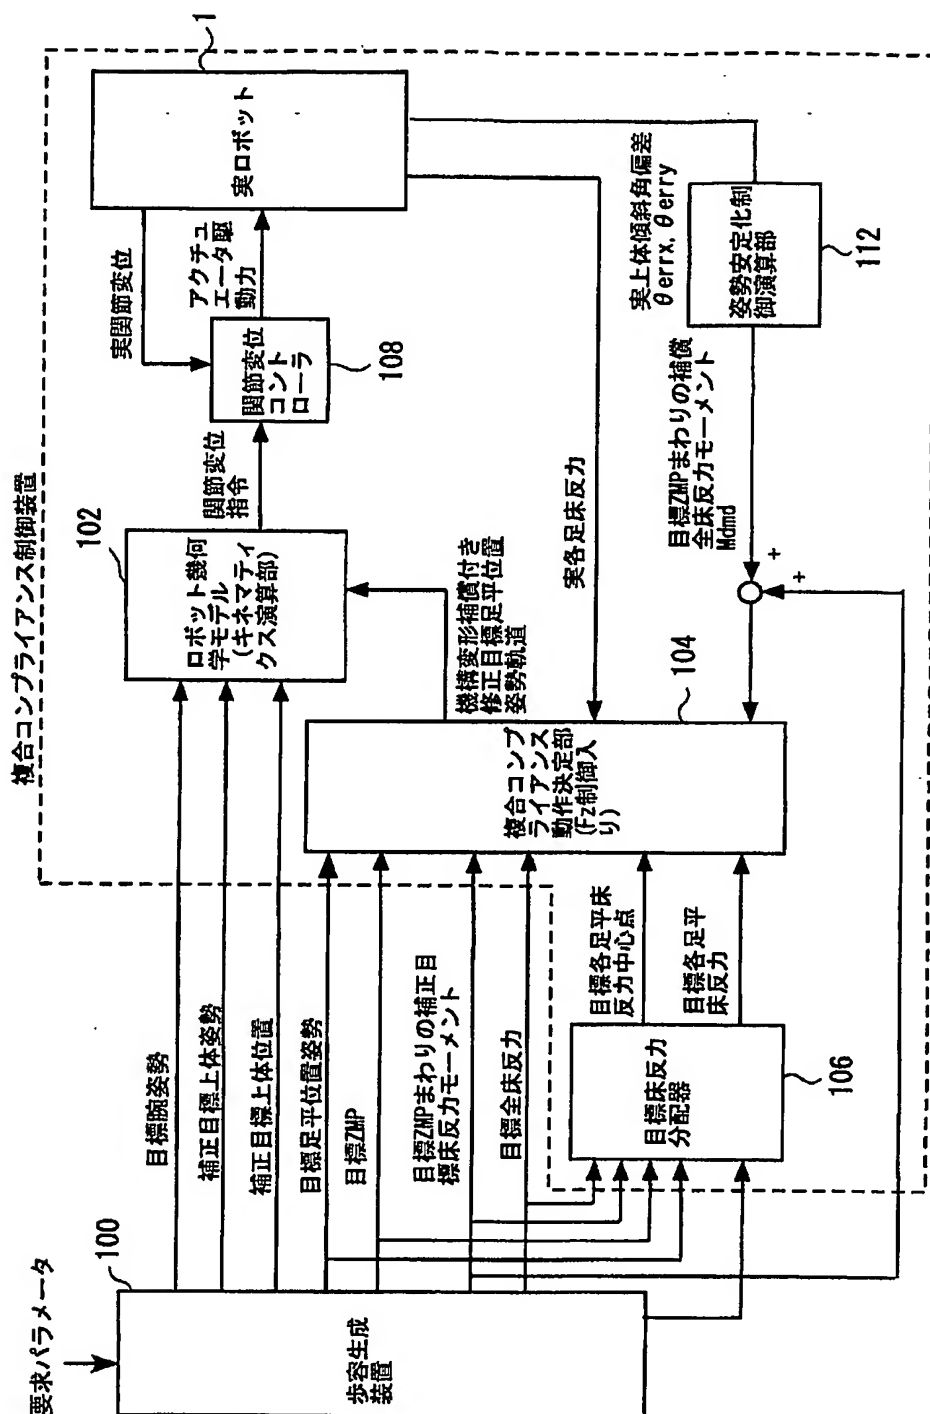 要求パラメータ
100
歩容生成
装置
目標腕姿勢
補正目標上体姿勢
補正目標上体位置
目標足平位置姿勢
目標ZMP
目標ZMPまわりの補正目
標床反力モーメント
目標全床反力
目標床反力
分配器
106
目標各足平床
反力中心点
目標各足平
床反力
複合コンプライアンス制御装置
102
ロボット幾何
学モデル
(キネマティ
クス演算部)
機構変形補償付き
修正目標足平位置
姿勢軌道
複合コンプ
ライアンス
動作決定部
(Fz制御入
り)
104
関節変位
指令
関節変位
コント
ローラ
108
実関節変位
アクチュ
エータ駆
動力
実ロボット
1
実各足床反力
実上体傾斜角偏差
θerrx, θerry
姿勢安定化制
御演算部
112
目標ZMPまわりの補償
全床反力モーメント
Mdmd
+
+